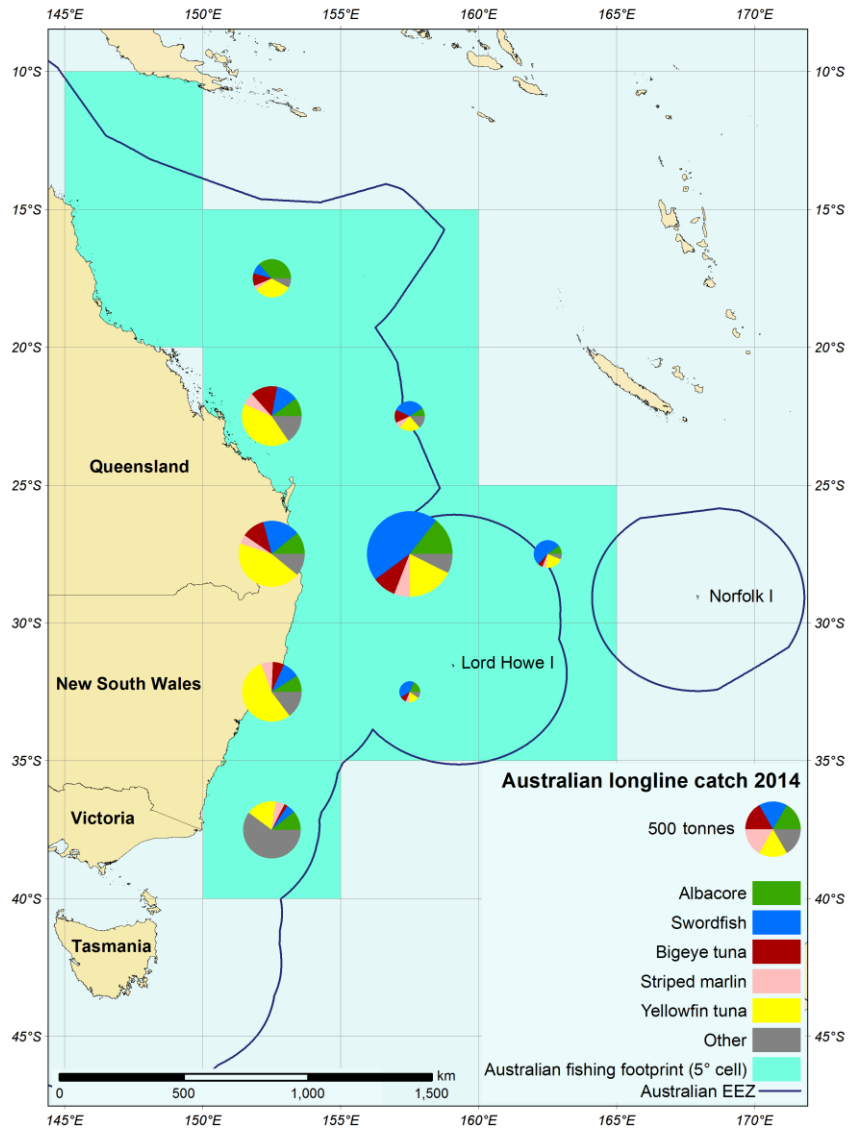 145°E 150°E 155°E 160°E 165°E 170°E
10°S 10°S
15°S 15°S
20°S 20°S
Queensland
25°S 25°S
Norfolk I
30°S 30°S
Lord Howe I
New South Wales
35°S 35°S
Australian longline catch 2014
Victoria
500 tonnes
40°S 40°S
Albacore
Swordfish
Tasmania
Bigeye tuna
Striped marlin
Yellowfin tuna
45°S 45°S
Other
Australian fishing footprint (5° cell)
km
0 500 1,000 1,500
Australian EEZ
145°E 150°E 155°E 160°E 165°E 170°E